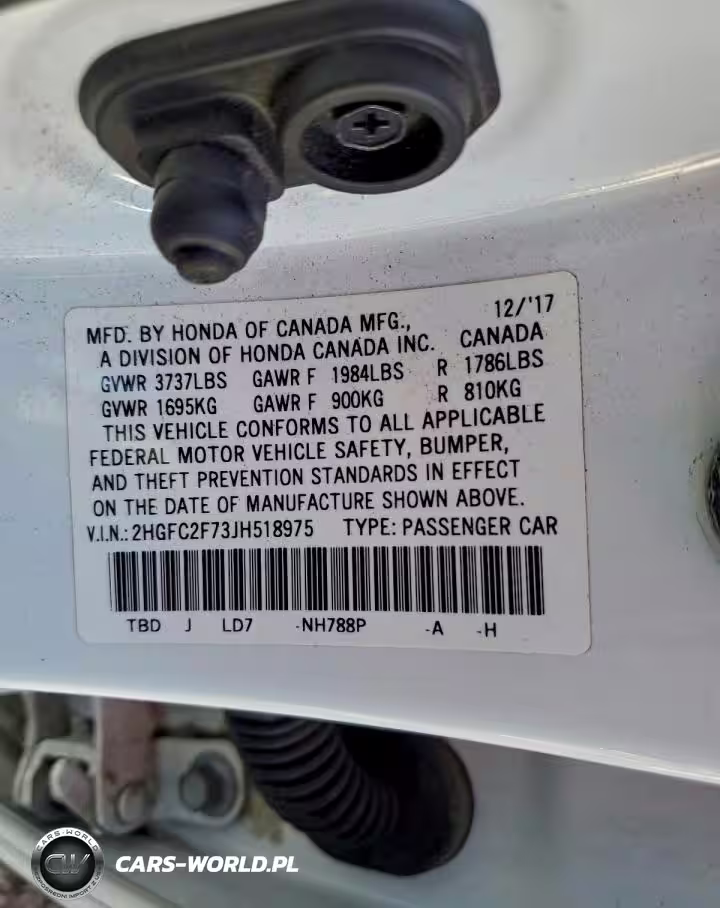 12/'17
MFD. BY HONDA OF CANADA MFG.,
A DIVISION OF HONDA CANADA INC. CANADA
GVWR 3737LBS GAWR F 1984LBS R 1786LBS
GVWR 1695KG GAWR F 900KG R 810KG
THIS VEHICLE CONFORMS TO ALL APPLICABLE
FEDERAL MOTOR VEHICLE SAFETY, BUMPER,
AND THEFT PREVENTION STANDARDS IN EFFECT
ON THE DATE OF MANUFACTURE SHOWN ABOVE.
V.I.N.: 2HGFC2F73JH518975 TYPE: PASSENGER CAR
TBD J LD7 -NH788P -A -H
CARS-WORLD
CW
CARS-WORLD.PL